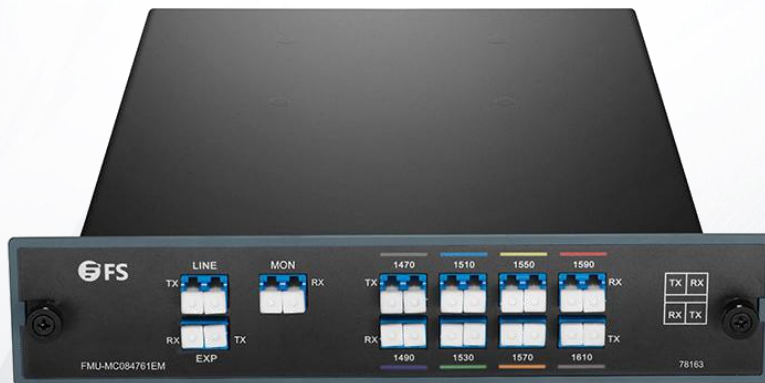 FS
LINE
MON
TX
RX
RX
TX
EXP
1470
1510
1550
1590
TX
RX
RX
TX
1490
1530
1570
1610
TX RX
RX TX
FMU-MC084761EM
78163